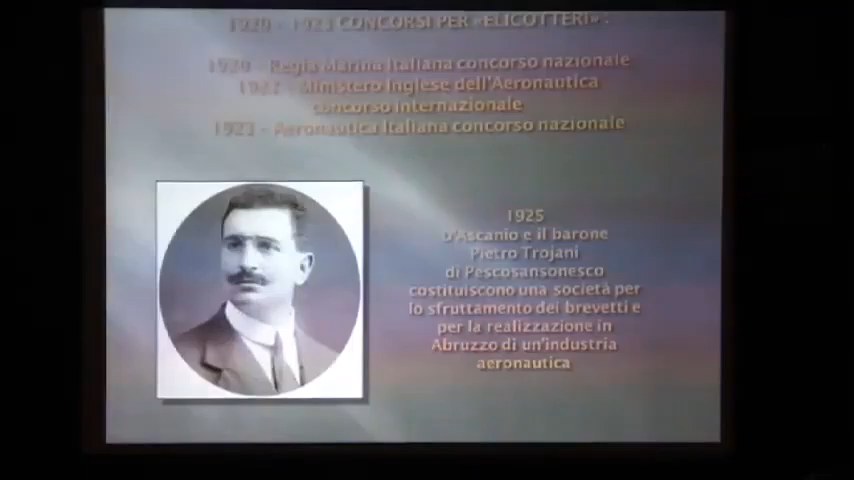 1920 - 1923 CONCORSI PER «ELICOTTERI» :
1920 - Regia Marina Italiana concorso nazionale
- Ministero Inglese dell'Aeronautica
concorso internazionale
- Aeronautica Italiana concorso nazionale
1925
D'Ascanio e il barone
Pietro Trojani
di Pescosansonesco
costituiscono una società per
lo sfruttamento dei brevetti e
per la realizzazione in
Abruzzo di un'industria
aeronautica